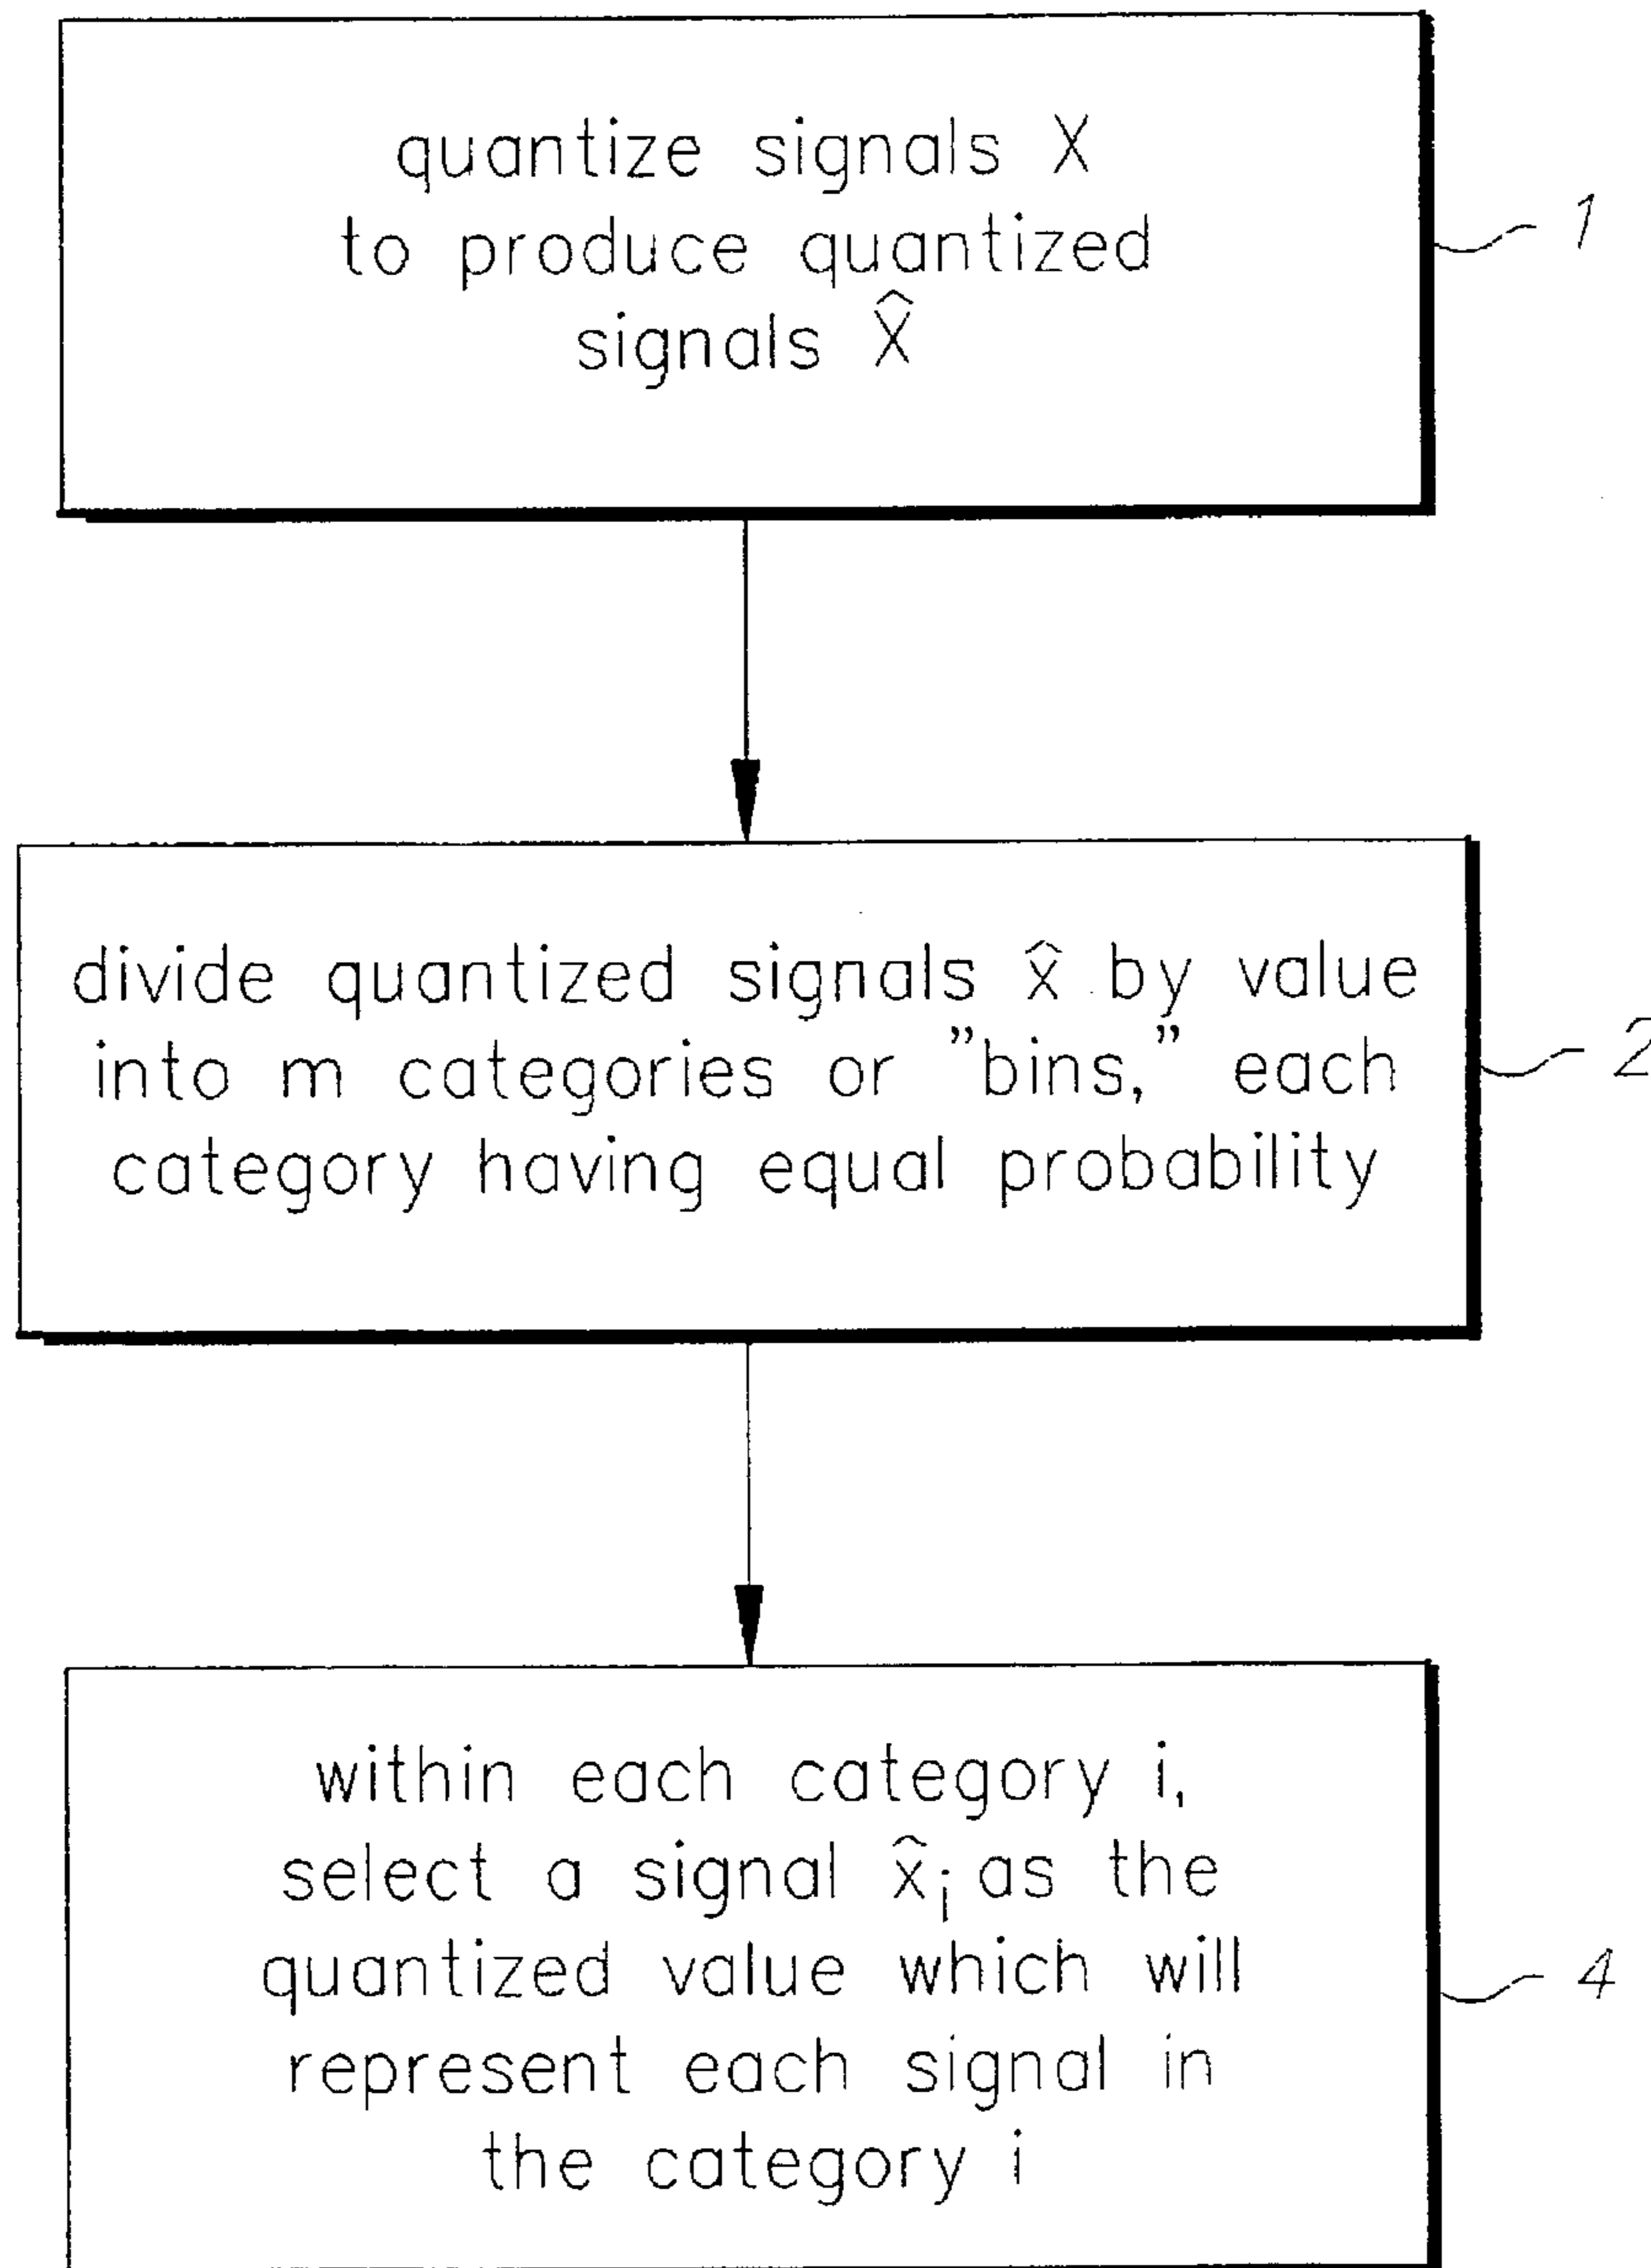 quantize signals X
to produce quantized
signals X̂
1
divide quantized signals x̂ by value
into m categories or ”bins,” each
category having equal probability
2
within each category i,
select a signal x̂ᵢ as the
quantized value which will
represent each signal in
the category i
4